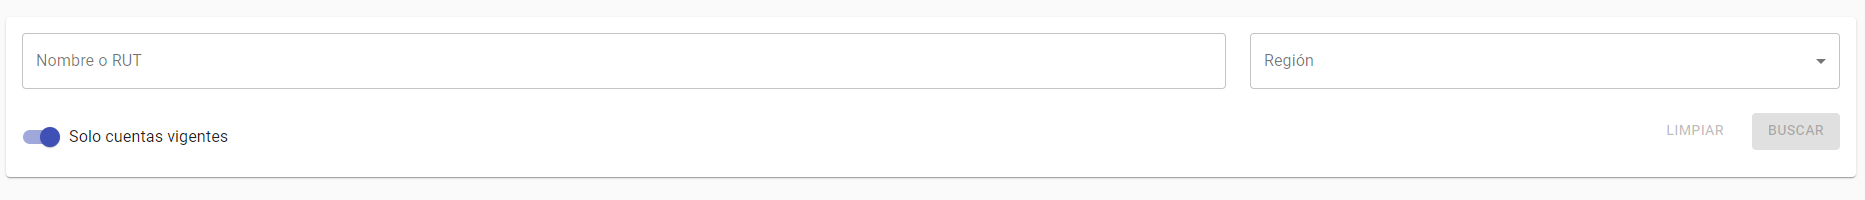 Nombre o RUT
Región
Solo cuentas vigentes
LIMPIAR
BUSCAR